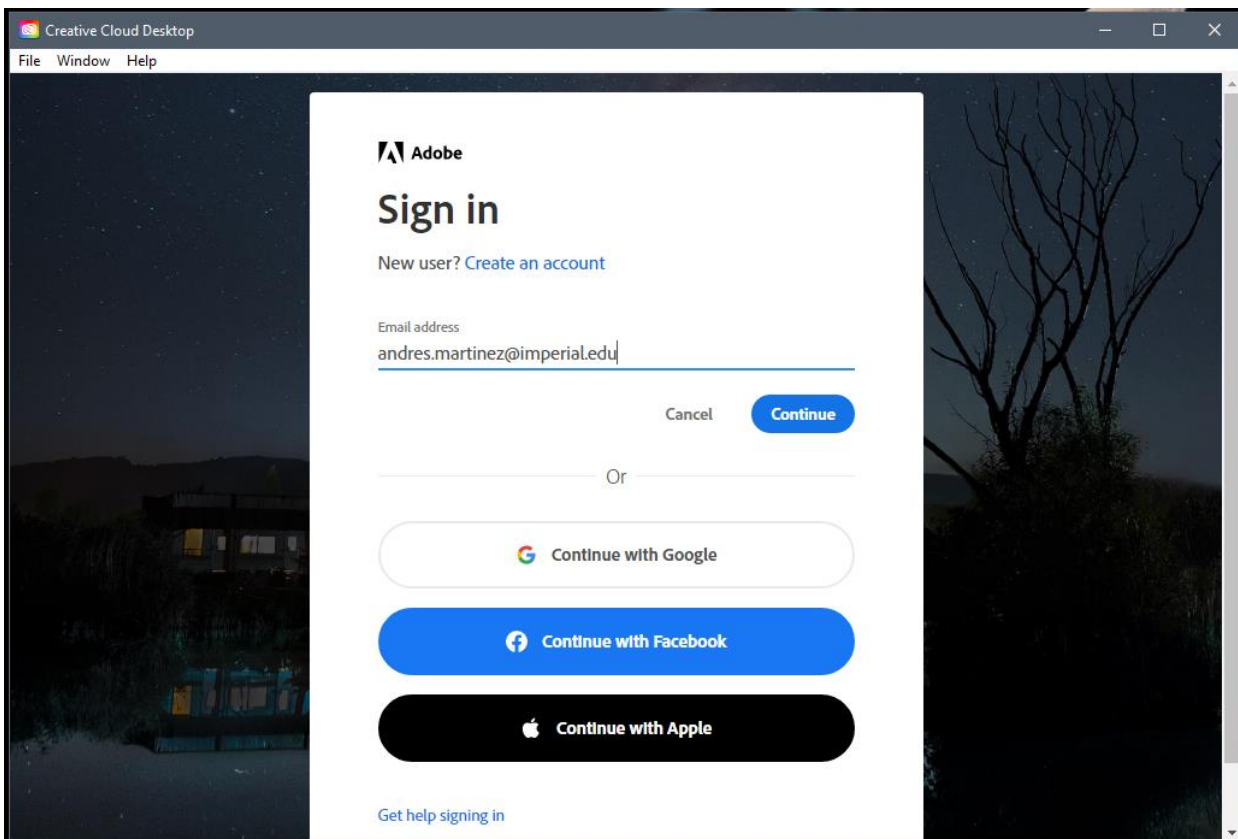 Creative Cloud Desktop
File Window Help
Adobe
Sign in
New user? Create an account
Email address
andres.martinez@imperial.edu
Cancel Continue
Or
Continue with Google
Continue with Facebook
Continue with Apple
Get help signing in